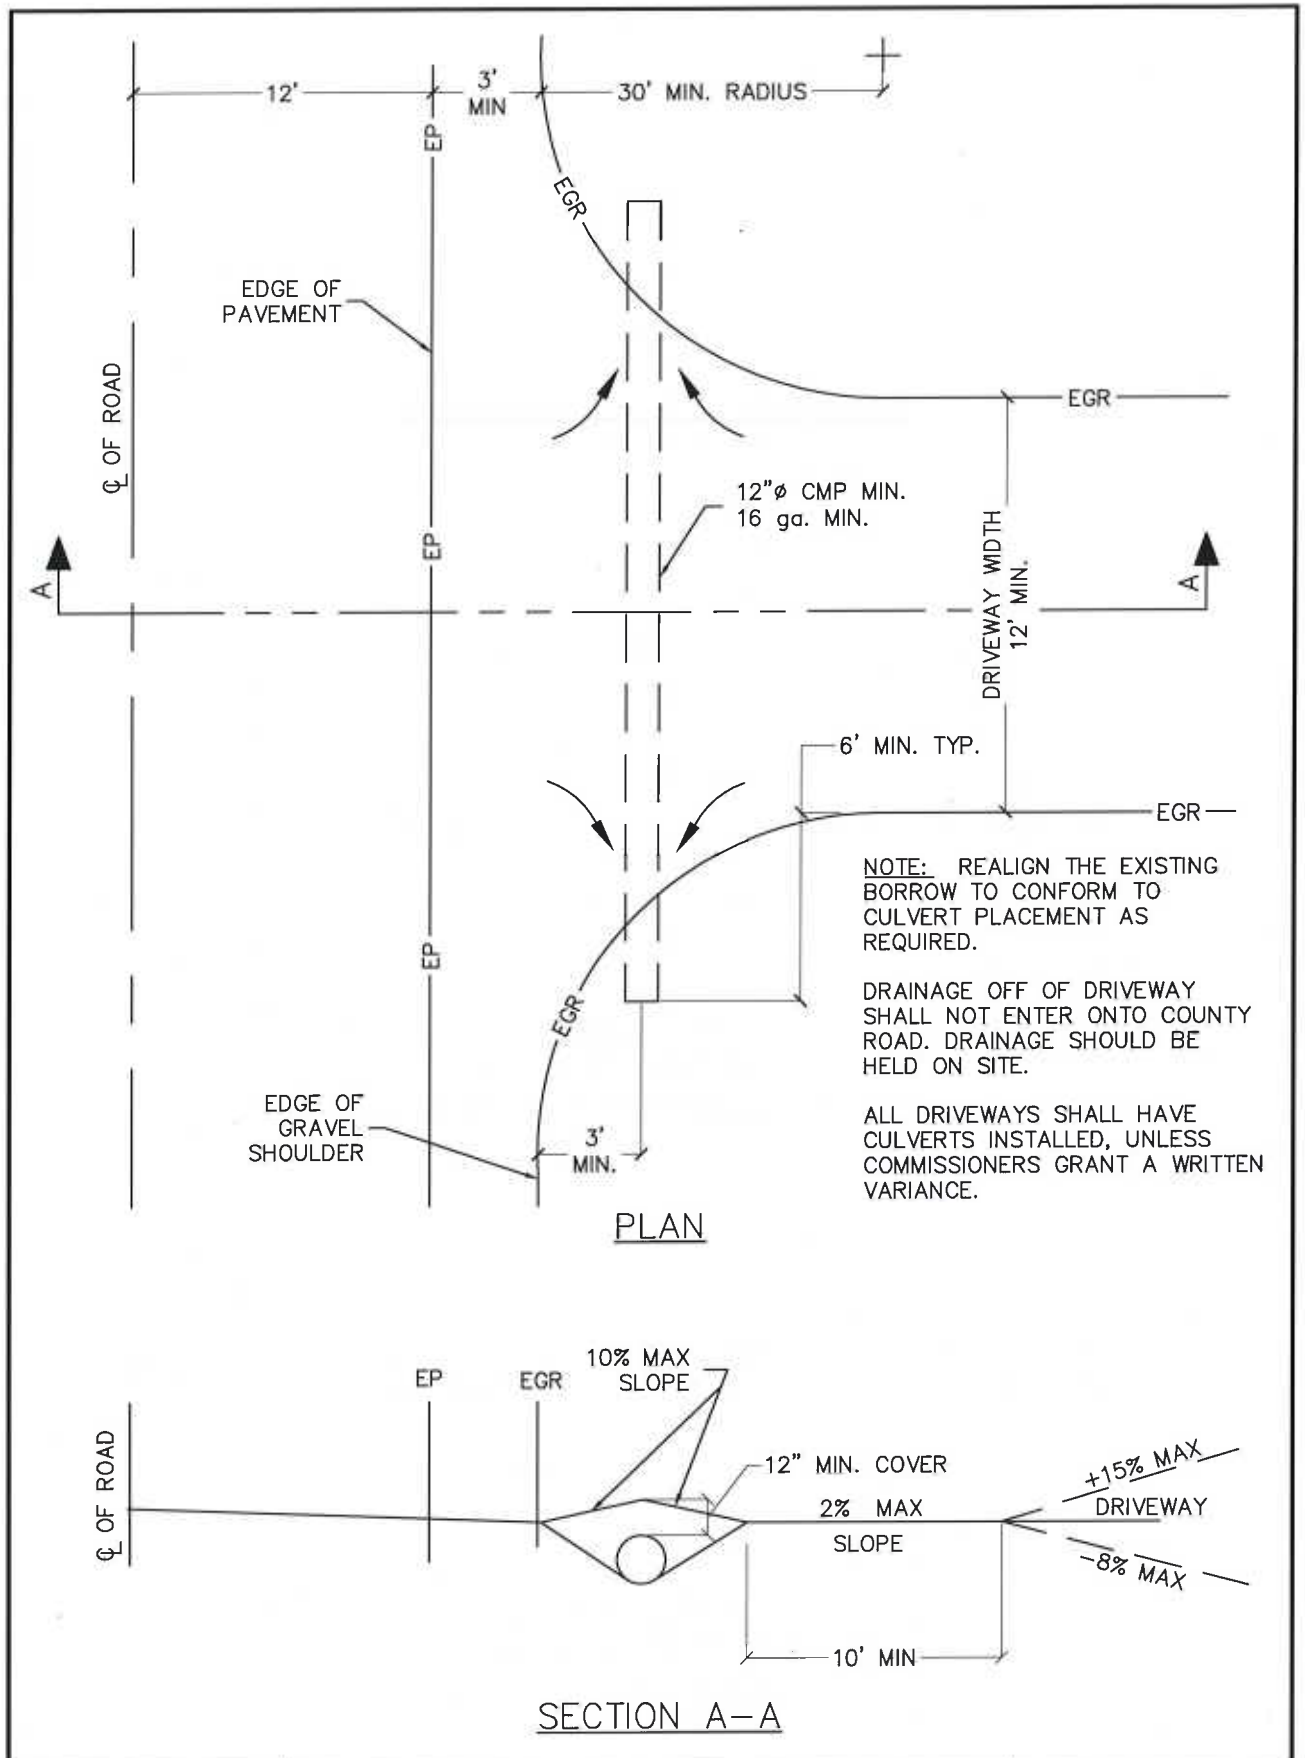 12'
3'
MIN
30' MIN. RADIUS
EP
EGR
EDGE OF
PAVEMENT
℄ OF ROAD
EGR
12"ø CMP MIN.
16 ga. MIN.
EP
A
A
DRIVEWAY WIDTH
12' MIN.
6' MIN. TYP.
EGR
NOTE: REALIGN THE EXISTING
BORROW TO CONFORM TO
CULVERT PLACEMENT AS
REQUIRED.
EP
EGR
DRAINAGE OFF OF DRIVEWAY
SHALL NOT ENTER ONTO COUNTY
ROAD. DRAINAGE SHOULD BE
HELD ON SITE.
EDGE OF
GRAVEL
SHOULDER
3'
MIN.
ALL DRIVEWAYS SHALL HAVE
CULVERTS INSTALLED, UNLESS
COMMISSIONERS GRANT A WRITTEN
VARIANCE.
PLAN
10% MAX
SLOPE
EP
EGR
℄ OF ROAD
12" MIN. COVER
+15% MAX
2% MAX
SLOPE
DRIVEWAY
-8% MAX
10' MIN
SECTION A-A